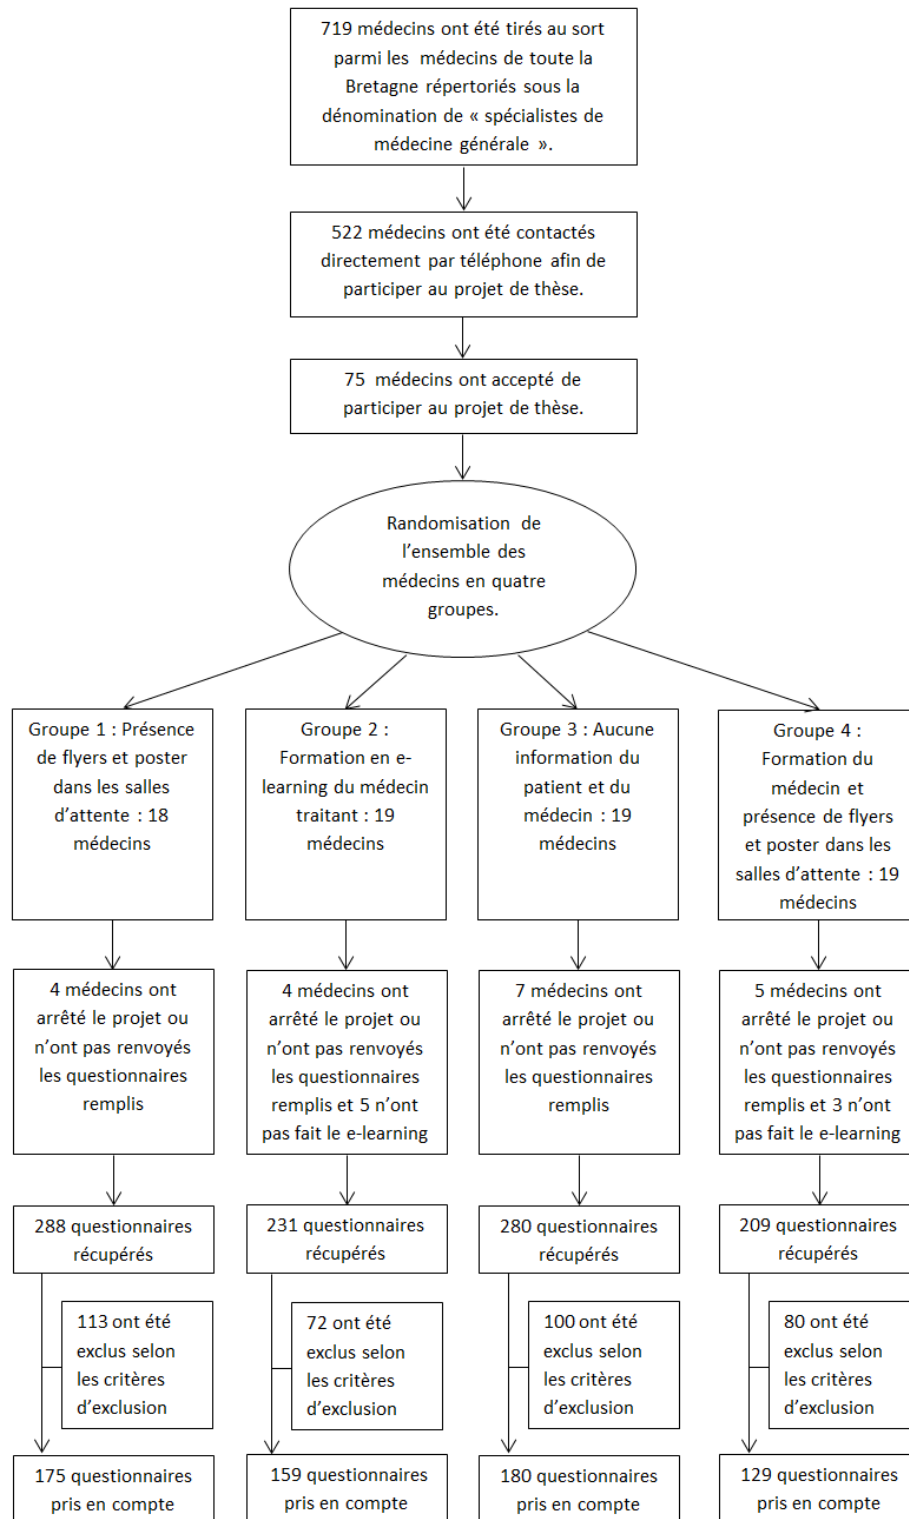 719 médecins ont été tirés au sort
parmi les médecins de toute la
Bretagne répertoriés sous la
dénomination de « spécialistes de
médecine générale ».
522 médecins ont été contactés
directement par téléphone afin de
participer au projet de thèse.
75 médecins ont accepté de
participer au projet de thèse.
Randomisation de
l'ensemble des
médecins en quatre
groupes.
Groupe 1 : Présence
de flyers et poster
dans les salles
d'attente : 18
médecins
Groupe 2 :
Formation en e-
learning du médecin
traitant : 19
médecins
Groupe 3 : Aucune
information du
patient et du
médecin : 19
médecins
Groupe 4 :
Formation du
médecin et
présence de flyers
et poster dans les
salles d'attente : 19
médecins
4 médecins ont
arrêté le projet ou
n'ont pas renvoyés
les questionnaires
remplis
4 médecins ont
arrêté le projet ou
n'ont pas renvoyés
les questionnaires
remplis et 5 n'ont
pas fait le e-learning
7 médecins ont
arrêté le projet ou
n'ont pas renvoyés
les questionnaires
remplis
5 médecins ont
arrêté le projet ou
n'ont pas renvoyés
les questionnaires
remplis et 3 n'ont
pas fait le e-learning
288 questionnaires
récupérés
231 questionnaires
récupérés
280 questionnaires
récupérés
209 questionnaires
récupérés
113 ont été
exclus selon
les critères
d'exclusion
72 ont été
exclus selon
les critères
d'exclusion
100 ont été
exclus selon
les critères
d'exclusion
80 ont été
exclus selon
les critères
d'exclusion
175 questionnaires
pris en compte
159 questionnaires
pris en compte
180 questionnaires
pris en compte
129 questionnaires
pris en compte